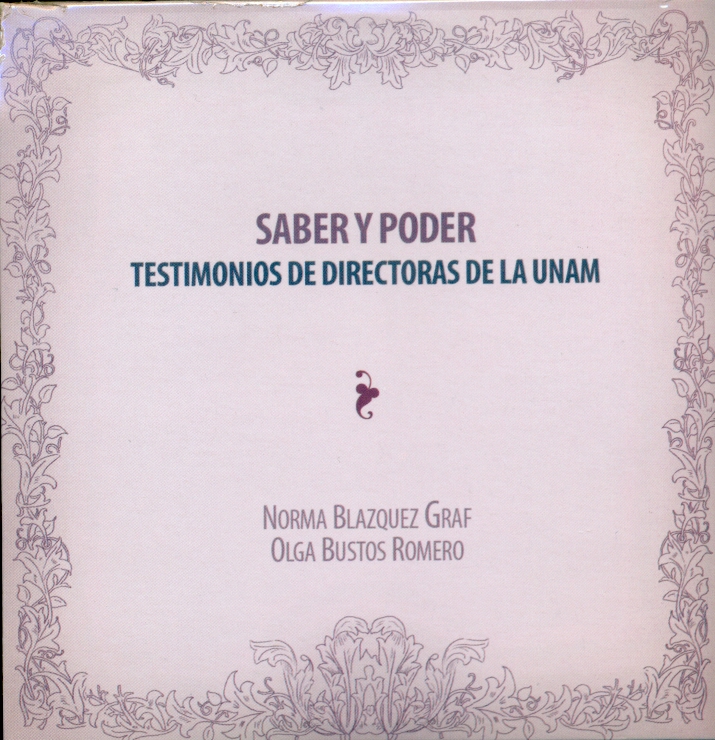 SABER Y PODER
TESTIMONIOS DE DIRECTORAS DE LA UNAM
NORMA BLAZQUEZ GRAF
OLGA BUSTOS ROMERO